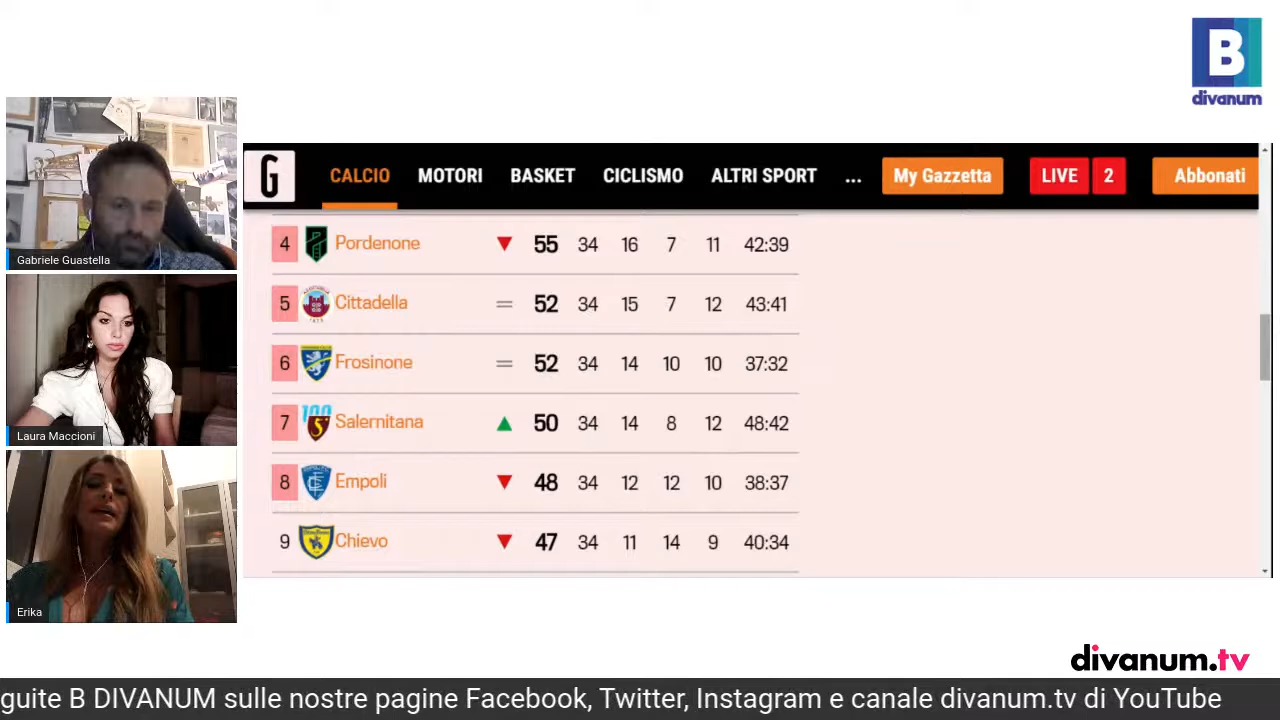 B
divanum
G CALCIO MOTORI BASKET CICLISMO ALTRI SPORT ... My Gazzetta LIVE 2 Abbonati
4 Pordenone 55 34 16 7 11 42:39
5 Cittadella 52 34 15 7 12 43:41
6 Frosinone 52 34 14 10 10 37:32
7 Salernitana 50 34 14 8 12 48:42
8 Empoli 48 34 12 12 10 38:37
9 Chievo 47 34 11 14 9 40:34
Gabriele Guastella
Laura Maccioni
Erika
divanum.tv
guite B DIVANUM sulle nostre pagine Facebook, Twitter, Instagram e canale divanum.tv di YouTube